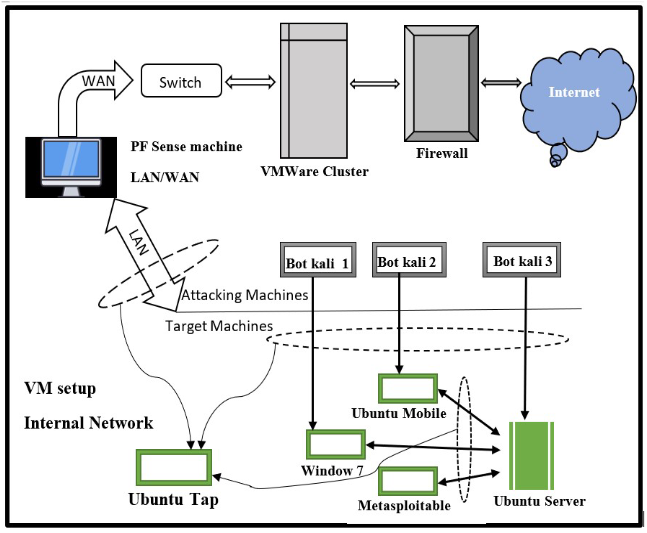 WAN
Switch
VMWare Cluster
Firewall
Internet
PF Sense machine
LAN/WAN
LAN
Bot kali 1
Bot kali 2
Bot kali 3
Attacking Machines
Target Machines
VM setup
Internal Network
Ubuntu Mobile
Window 7
Ubuntu Tap
Metasploitable
Ubuntu Server